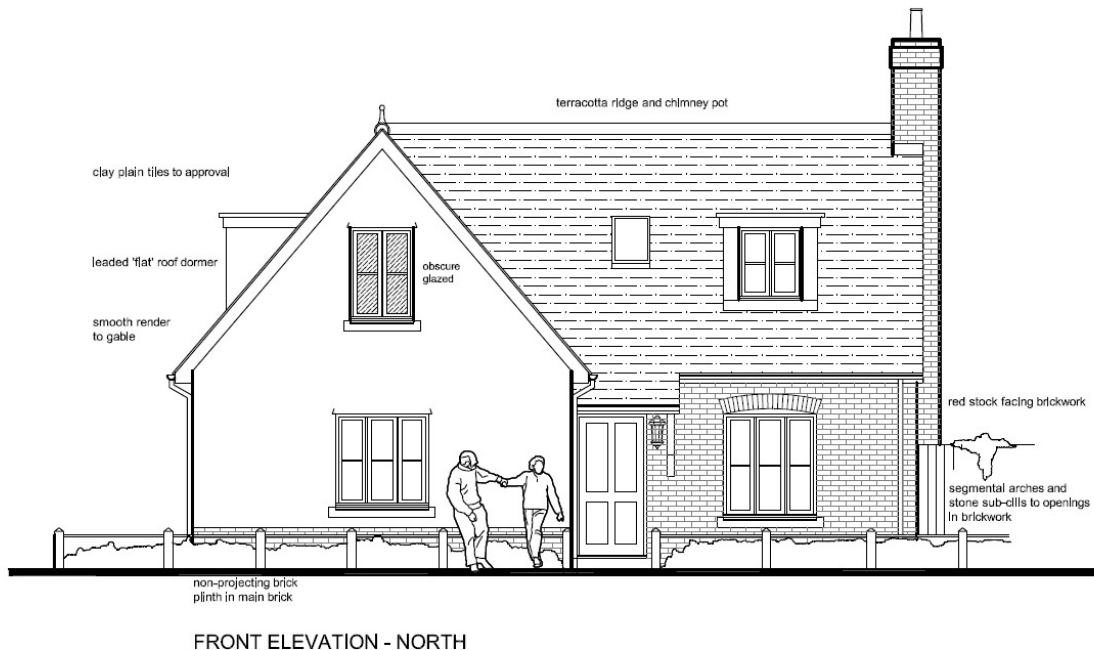 terracotta ridge and chimney pot
clay plain tiles to approval
leaded 'flat' roof dormer
obscure
glazed
smooth render
to gable
red stock facing brickwork
segmental arches and
stone sub-cills to openings
in brickwork
non-projecting brick
plinth in main brick
FRONT ELEVATION - NORTH